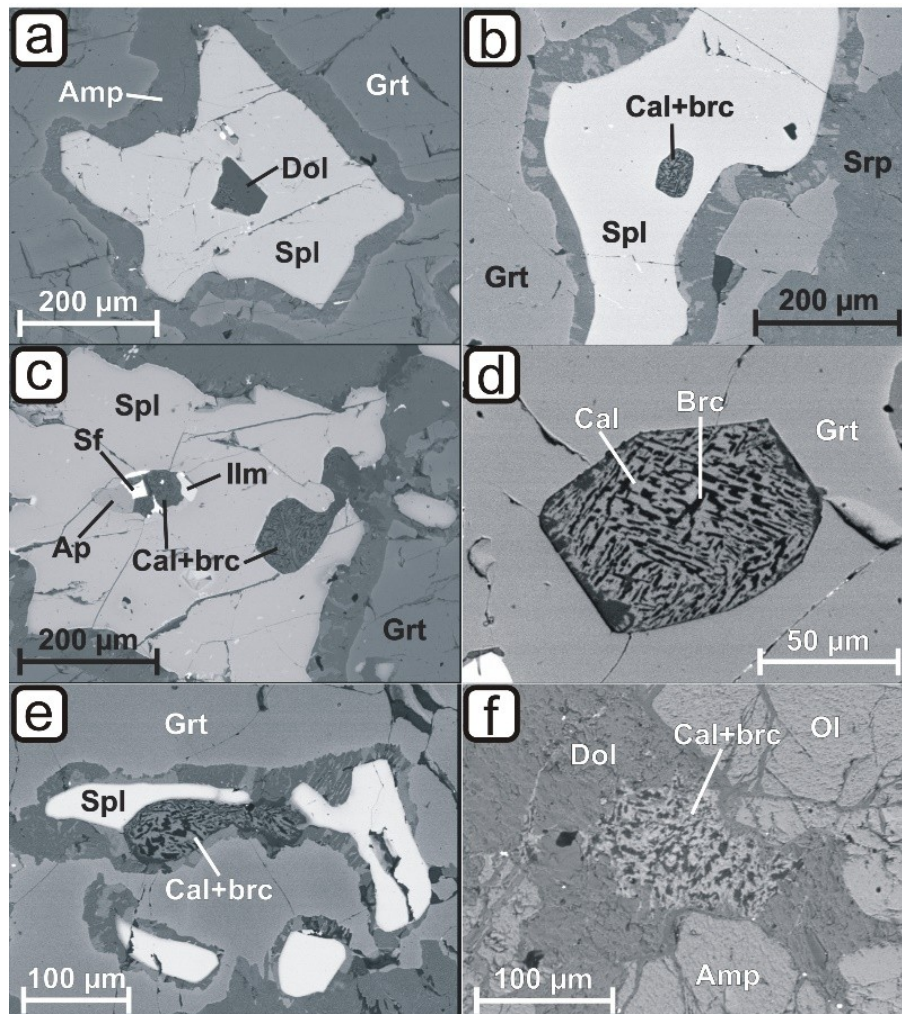 a
Amp
Grt
Dol
Spl
200 µm
b
Cal+brc
Srp
Spl
Grt
200 µm
c
Spl
Sf
Ilm
Ap
Cal+brc
200 µm
Grt
d
Cal
Brc
Grt
50 µm
e
Grt
Spl
Cal+brc
100 µm
f
Cal+brc
Ol
Dol
100 µm
Amp